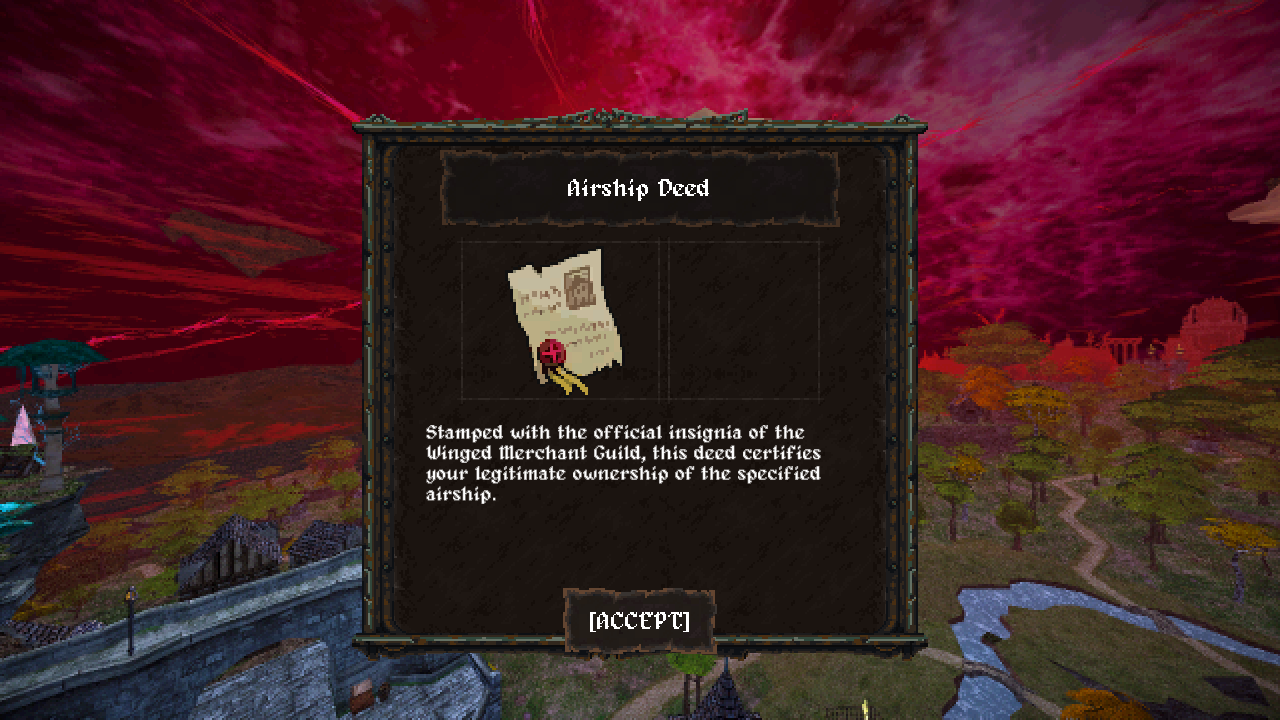 Airship Deed
Stamped with the official insignia of the
Winged Merchant Guild, this deed certifies
your legitimate ownership of the specified
airship.
[ACCEPT]